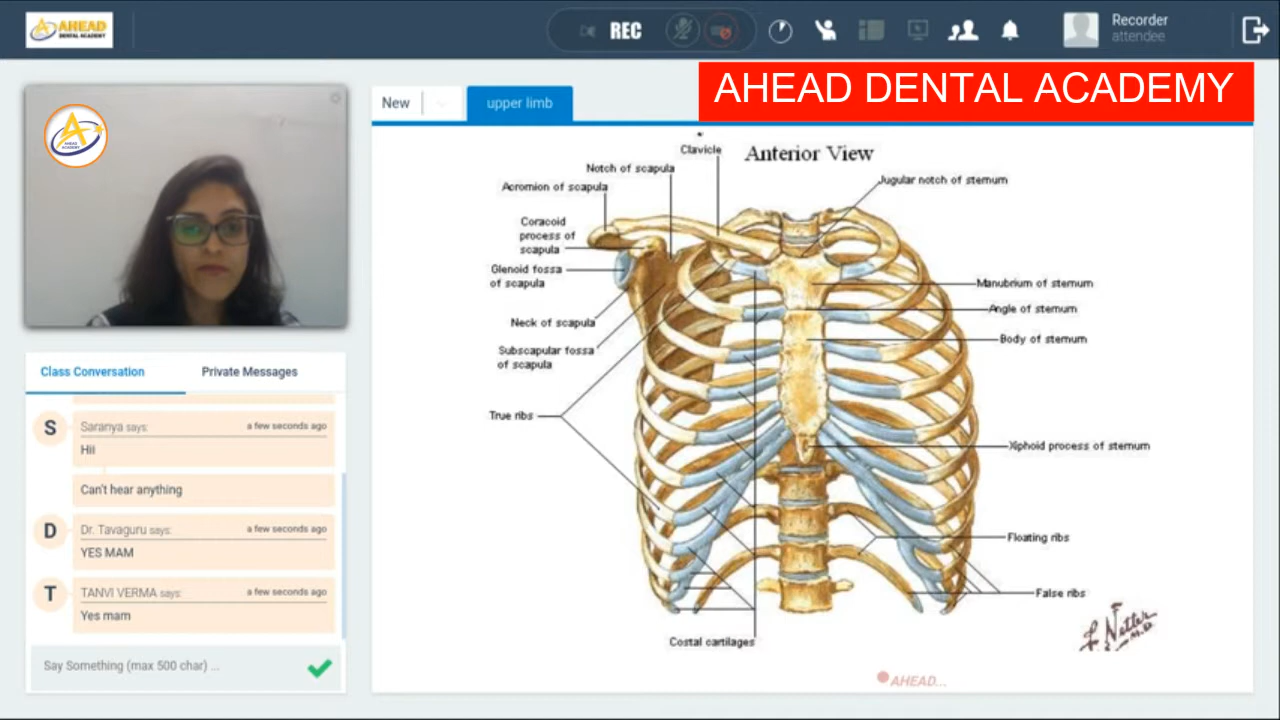 AHEAD
DENTAL ACADEMY
REC
Recorder
attendee
AHEAD DENTAL ACADEMY
New
upper limb
AHEAD
ACADEMY
Class Conversation
Private Messages
S
Saranya says:
a few seconds ago
Hii
Can't hear anything
D
Dr. Tavaguru says:
a few seconds ago
YES MAM
T
TANVI VERMA says:
a few seconds ago
Yes mam
Say Something (max 500 char) ...
Anterior View
Clavicle
Notch of scapula
Acromion of scapula
Coracoid
process of
scapula
Glenoid fossa
of scapula
Neck of scapula
Subscapular fossa
of scapula
True ribs
Costal cartilages
Jugular notch of sternum
Manubrium of sternum
Angle of sternum
Body of sternum
Xiphoid process of sternum
Floating ribs
False ribs
F. Netter
M.D.
AHEAD...